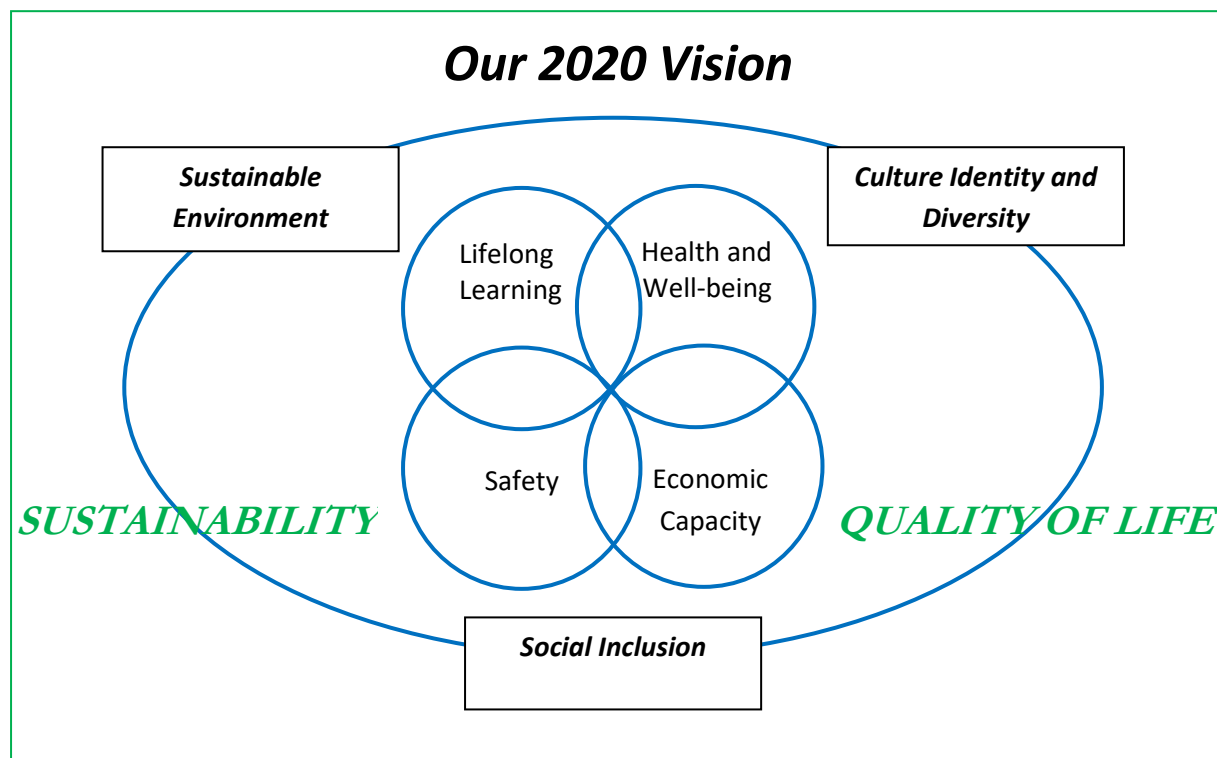 Our 2020 Vision
Sustainable
Environment
Culture Identity and
Diversity
Lifelong
Learning
Health and
Well-being
Safety
Economic
Capacity
SUSTAINABILITY
QUALITY OF LIFE
Social Inclusion